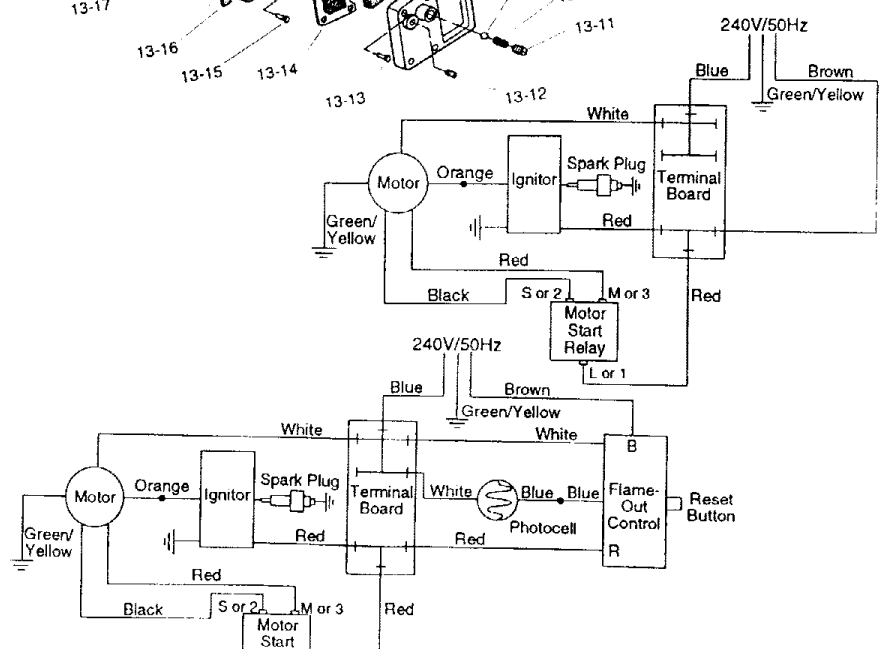 13-17
13-16
13-15
13-14
13-13
13-12
13-11
240V/50Hz
Blue
Brown
Green/Yellow
White
Motor
Orange
Ignitor
Spark Plug
Terminal
Board
Green/
Yellow
Red
Red
Black
S or 2
M or 3
Red
Motor
Start
Relay
L or 1
240V/50Hz
Blue
Brown
Green/Yellow
White
White
B
Motor
Orange
Ignitor
Spark Plug
Terminal
Board
White
Blue
Blue
Photocell
Flame-
Out
Control
Reset
Button
Green/
Yellow
Red
Red
R
Red
Black
S or 2
M or 3
Red
Motor
Start